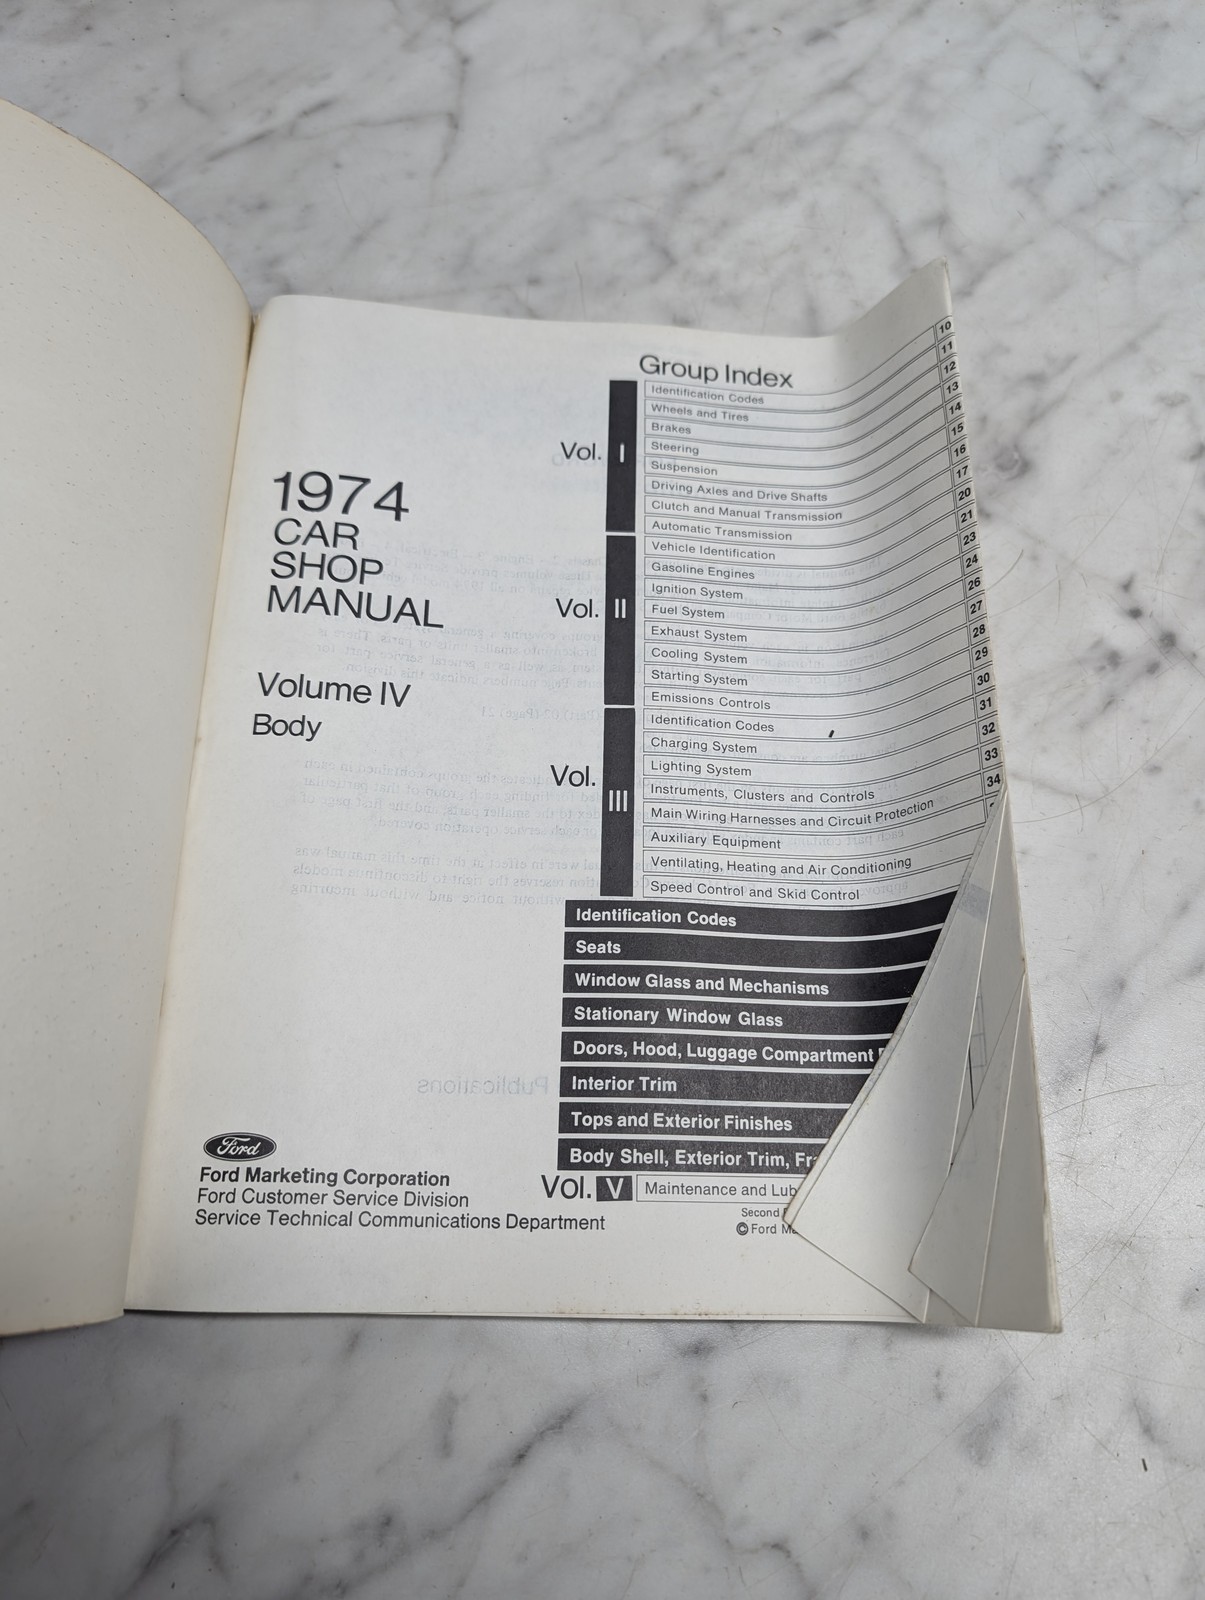 1974
CAR
SHOP
MANUAL
Volume IV
Body
Group Index
Vol. I
Identification Codes 10
Wheels and Tires 11
Brakes 12
Steering 13
Suspension 14
Driving Axles and Drive Shafts 15
Clutch and Manual Transmission 16
Automatic Transmission 17
Vol. II
Vehicle Identification 20
Gasoline Engines 21
Ignition System 23
Fuel System 24
Exhaust System 26
Cooling System 27
Starting System 28
Emissions Controls 29
Vol. III
Identification Codes 30
Charging System 31
Lighting System 32
Instruments, Clusters and Controls 33
Main Wiring Harnesses and Circuit Protection 34
Auxiliary Equipment
Ventilating, Heating and Air Conditioning
Speed Control and Skid Control
Identification Codes
Seats
Window Glass and Mechanisms
Stationary Window Glass
Doors, Hood, Luggage Compartment
Interior Trim
Tops and Exterior Finishes
Body Shell, Exterior Trim,
Vol. V Maintenance and
Second
© Ford
Ford
Ford Marketing Corporation
Ford Customer Service Division
Service Technical Communications Department